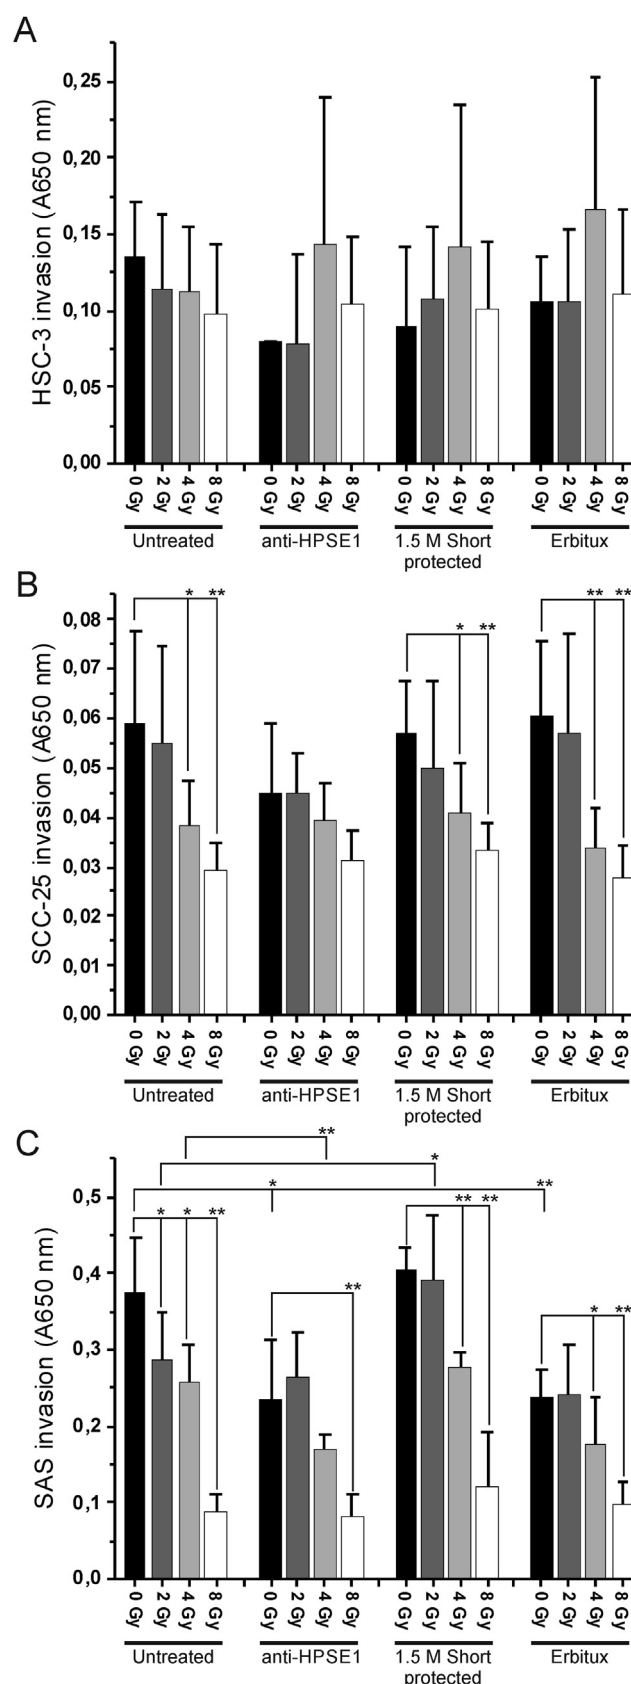 A
HSC-3 invasion (A650 nm)
0,25
0,20
0,15
0,10
0,05
0,00
0 Gy 2 Gy 4 Gy 8 Gy 0 Gy 2 Gy 4 Gy 8 Gy 0 Gy 2 Gy 4 Gy 8 Gy 0 Gy 2 Gy 4 Gy 8 Gy
Untreated anti-HPSE1 1.5 M Short Erbitux
protected
B
SCC-25 invasion (A650 nm)
* ** * ** ** **
0,08
0,07
0,06
0,05
0,04
0,03
0,02
0,01
0,00
0 Gy 2 Gy 4 Gy 8 Gy 0 Gy 2 Gy 4 Gy 8 Gy 0 Gy 2 Gy 4 Gy 8 Gy 0 Gy 2 Gy 4 Gy 8 Gy
Untreated anti-HPSE1 1.5 M Short Erbitux
protected
C
SAS invasion (A650 nm)
**
*
* **
* * ** ** **
** * **
0,5
0,4
0,3
0,2
0,1
0,0
0 Gy 2 Gy 4 Gy 8 Gy 0 Gy 2 Gy 4 Gy 8 Gy 0 Gy 2 Gy 4 Gy 8 Gy 0 Gy 2 Gy 4 Gy 8 Gy
Untreated anti-HPSE1 1.5 M Short Erbitux
protected